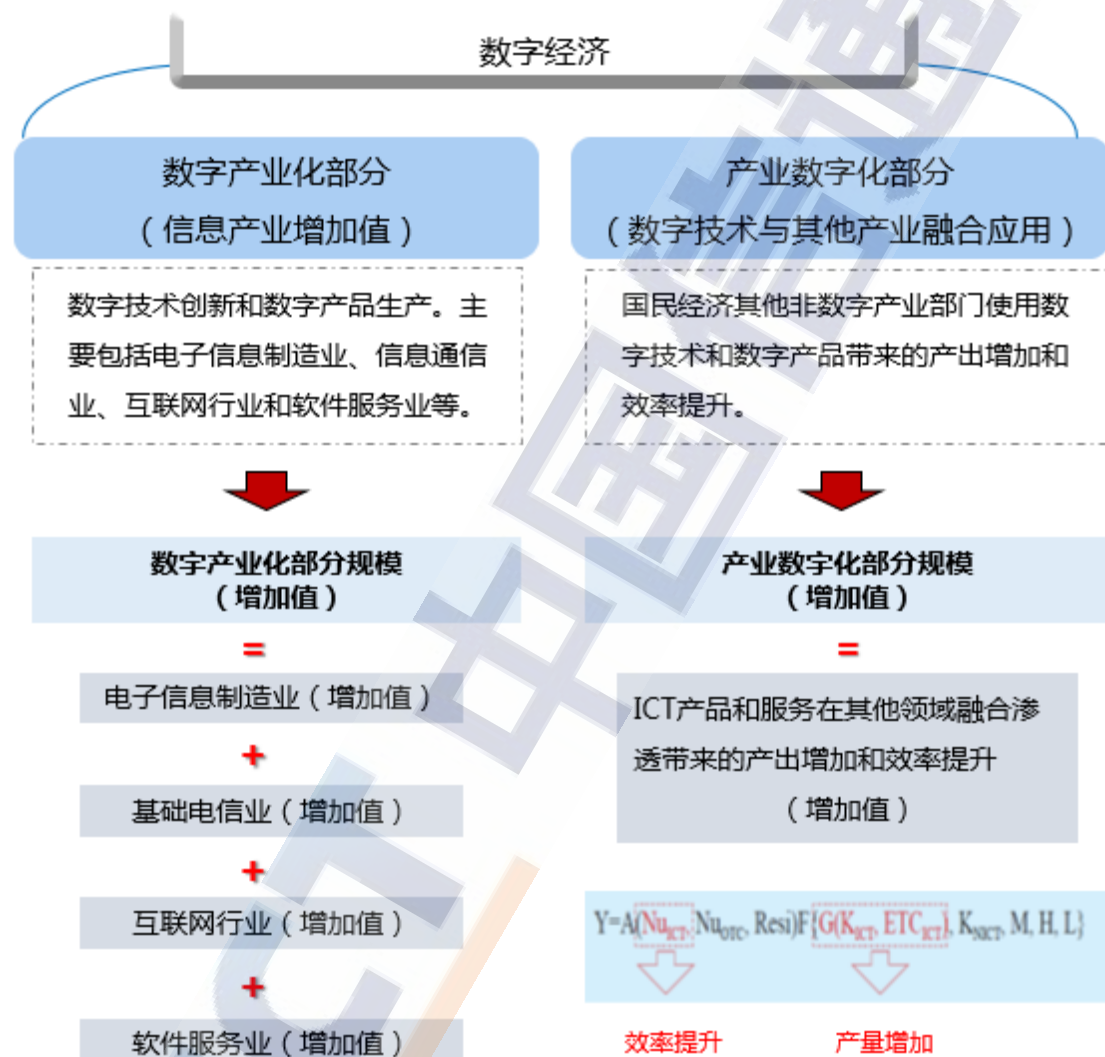 数字经济
数字产业化部分
（信息产业增加值）
数字技术创新和数字产品生产。主
要包括电子信息制造业、信息通信
业、互联网行业和软件服务业等。
数字产业化部分规模
（增加值）
=
电子信息制造业（增加值）
+
基础电信业（增加值）
+
互联网行业（增加值）
+
软件服务业（增加值）
产业数字化部分
（数字技术与其他产业融合应用）
国民经济其他非数字产业部门使用数
字技术和数字产品带来的产出增加和
效率提升。
产业数字化部分规模
（增加值）
=
ICT产品和服务在其他领域融合渗
透带来的产出增加和效率提升
（增加值）
Y=A(Nu_ICT, Nu_OTC, Resi)F{G(K_ICT, ETC_ICT), K_NICT, M, H, L}
效率提升 产量增加
CT中国信通